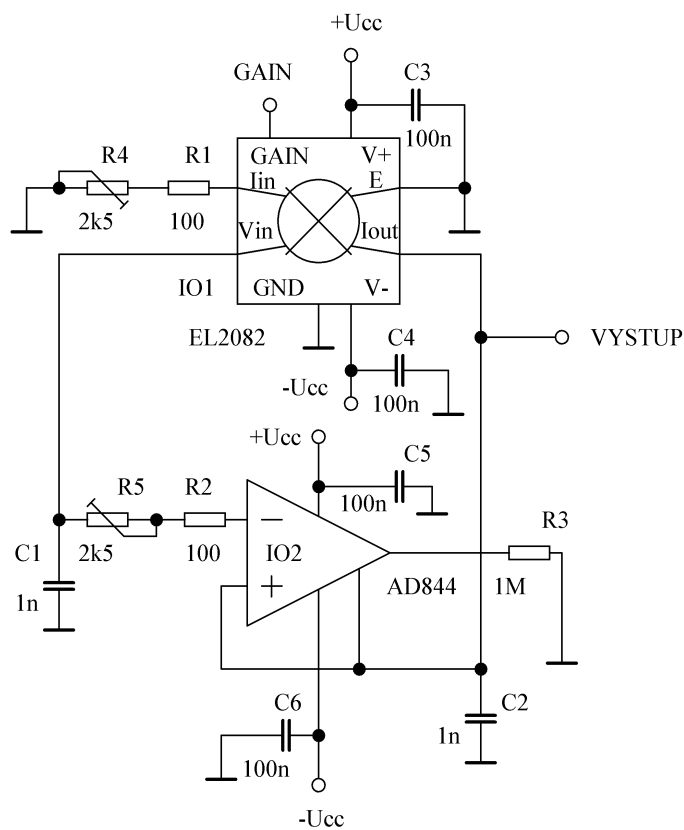 +Ucc
GAIN
C3
100n
R4
R1
GAIN
V+
Iin
E
2k5
100
Vin
Iout
IO1
GND
V-
EL2082
C4
VYSTUP
-Ucc
100n
+Ucc
C5
R5
R2
100n
R3
C1
2k5
100
IO2
1n
AD844
1M
C6
C2
1n
100n
-Ucc